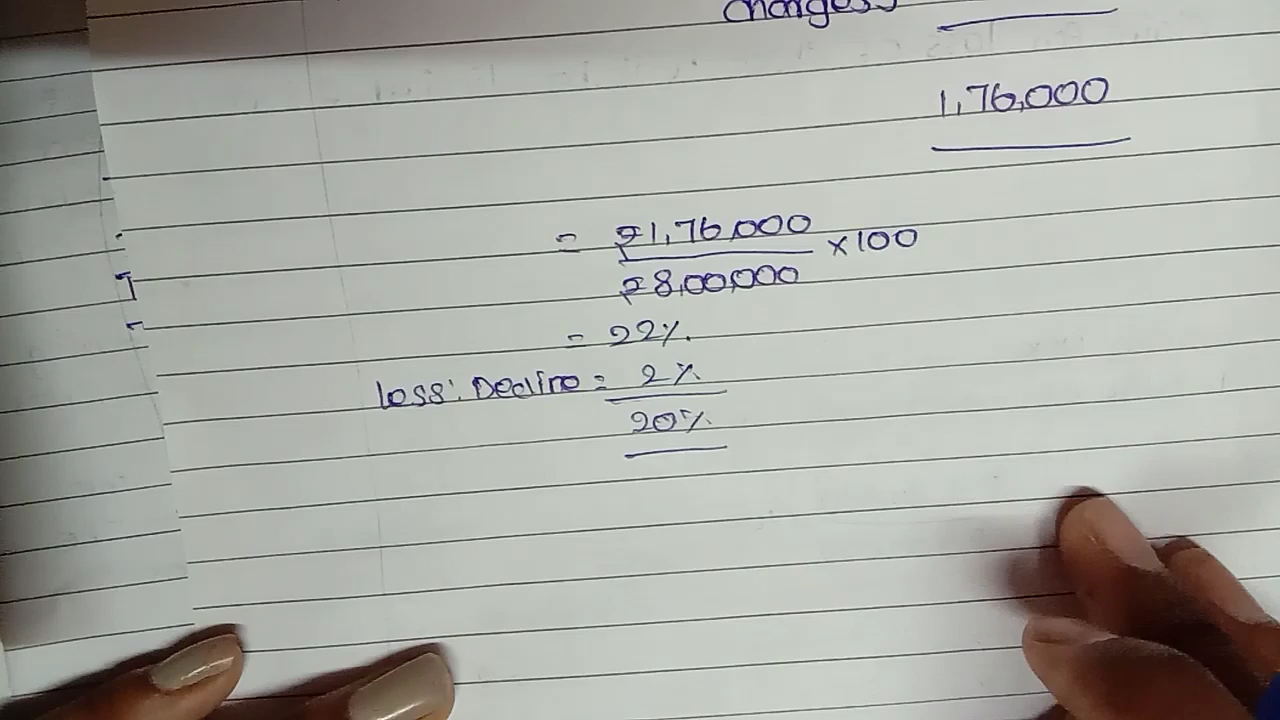 Charges
1,76,000
= ₹1,76,000
₹8,00,000 ×100
= 22%.
less: Decline = 2%
20%